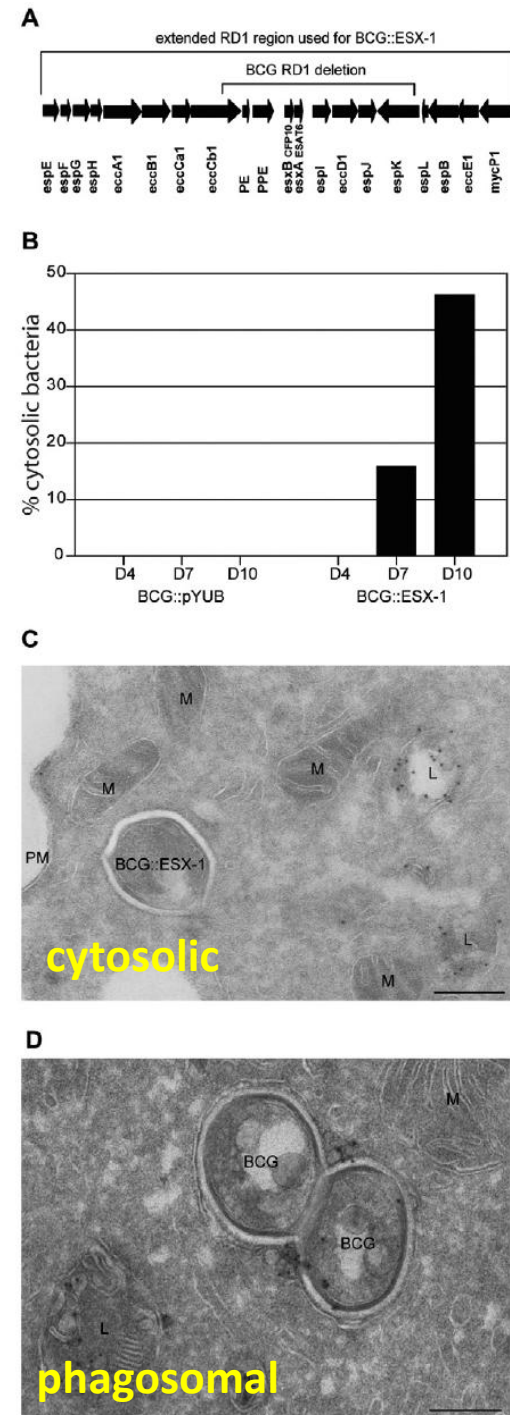 A
extended RD1 region used for BCG::ESX-1
BCG RD1 deletion
espE
espF
espG
espH
eccA1
eccB1
eccCa1
eccCb1
PE
PPE
esxB CFP10
esxA ESAT6
espI
eccD1
espJ
espK
espL
espB
eccE1
mycP1
B
% cytosolic bacteria
50
40
30
20
10
0
D4 D7 D10 D4 D7 D10
BCG::pYUB BCG::ESX-1
C
M
M
M
L
PM
BCG::ESX-1
L
M
cytosolic
D
M
BCG
BCG
L
phagosomal